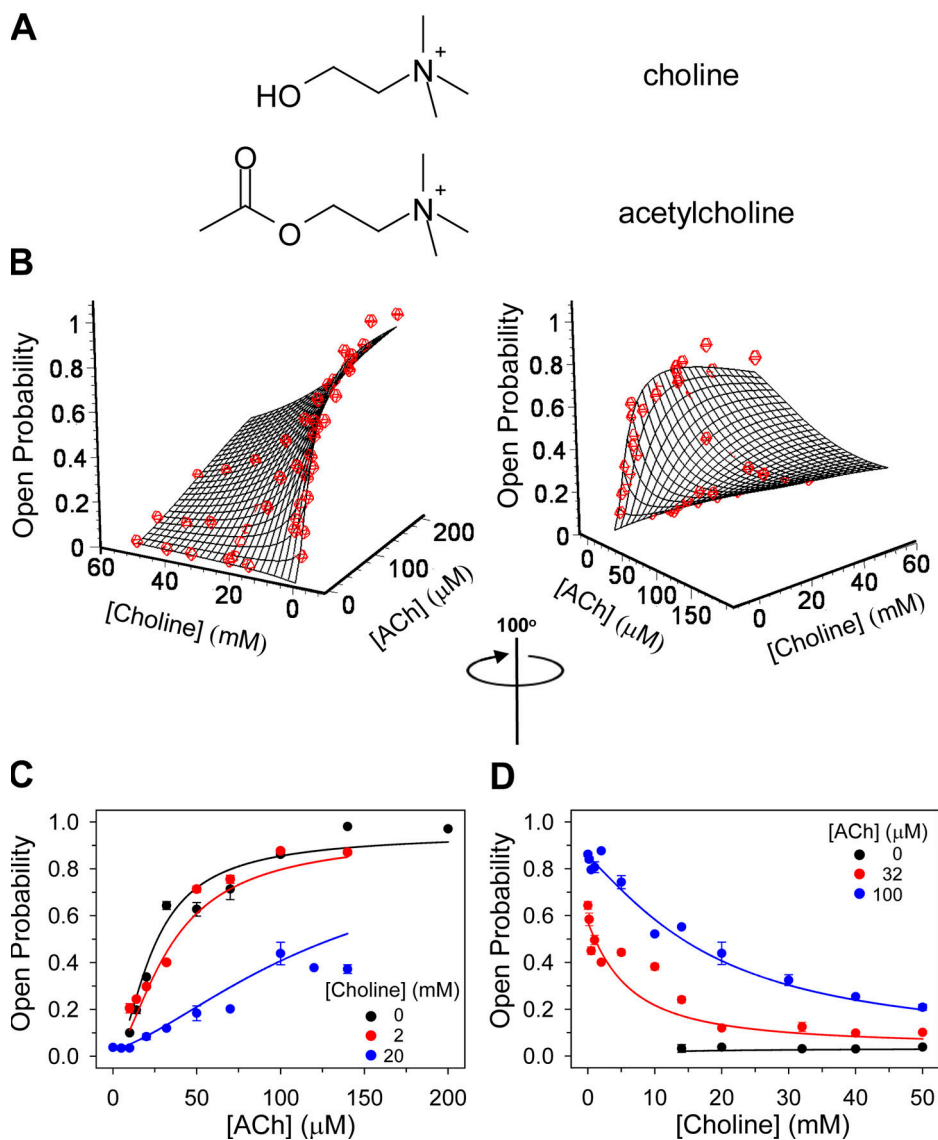 A
HO
N
+
choline
O
O
N
+
acetylcholine
B
Open Probability
1
0.8
0.6
0.4
0.2
0
60
40
20
0
[Choline] (mM)
0
100
200
[ACh] (μM)
Open Probability
1
0.8
0.6
0.4
0.2
0
0
50
100
150
[ACh] (μM)
0
20
40
60
[Choline] (mM)
100°
C
Open Probability
1.0
0.8
0.6
0.4
0.2
0.0
0 50 100 150 200
[ACh] (μM)
[Choline] (mM)
0
2
20
D
Open Probability
1.0
0.8
0.6
0.4
0.2
0.0
0 10 20 30 40 50
[Choline] (mM)
[ACh] (μM)
0
32
100